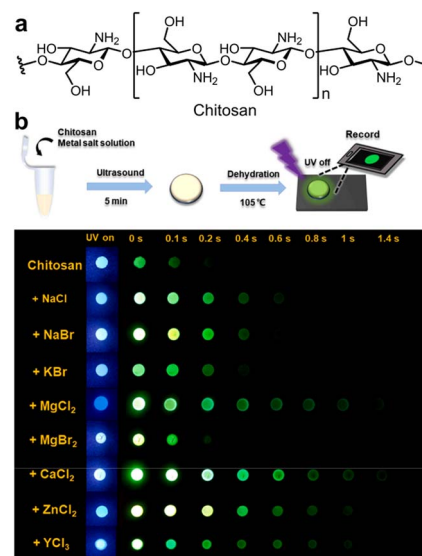 a
HO
NH₂
OH
O
HO
O
NH₂
OH
HO
NH₂
O
OH
O
HO
O
NH₂
OH
n
Chitosan
b
Chitosan
Metal salt solution
Ultrasound
5 min
Dehydration
105℃
UV off
Record
UV on 0 s 0.1 s 0.2 s 0.4 s 0.6 s 0.8 s 1 s 1.4 s
Chitosan
+ NaCl
+ NaBr
+ KBr
+ MgCl₂
+ MgBr₂
+ CaCl₂
+ ZnCl₂
+ YCl₃